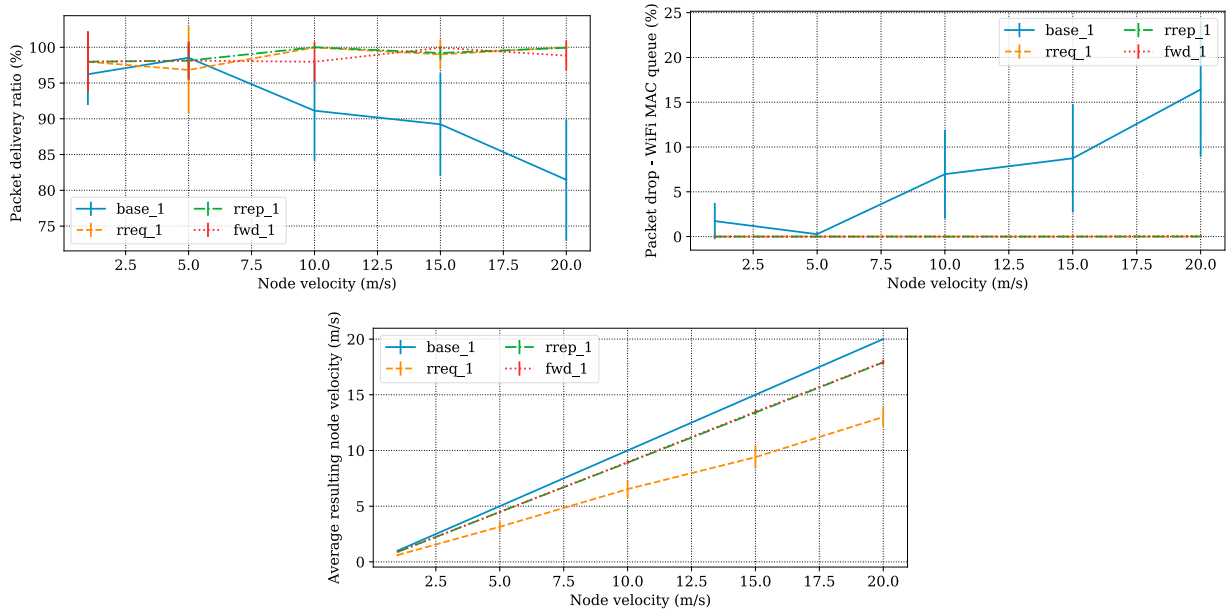 Packet delivery ratio (%)
100
95
90
85
80
75
base_1
rreq_1
rrep_1
fwd_1
2.5 5.0 7.5 10.0 12.5 15.0 17.5 20.0
Node velocity (m/s)
Packet drop - WiFi MAC queue (%)
25
20
15
10
5
0
base_1
rreq_1
rrep_1
fwd_1
2.5 5.0 7.5 10.0 12.5 15.0 17.5 20.0
Node velocity (m/s)
Average resulting node velocity (m/s)
20
15
10
5
0
base_1
rreq_1
rrep_1
fwd_1
2.5 5.0 7.5 10.0 12.5 15.0 17.5 20.0
Node velocity (m/s)